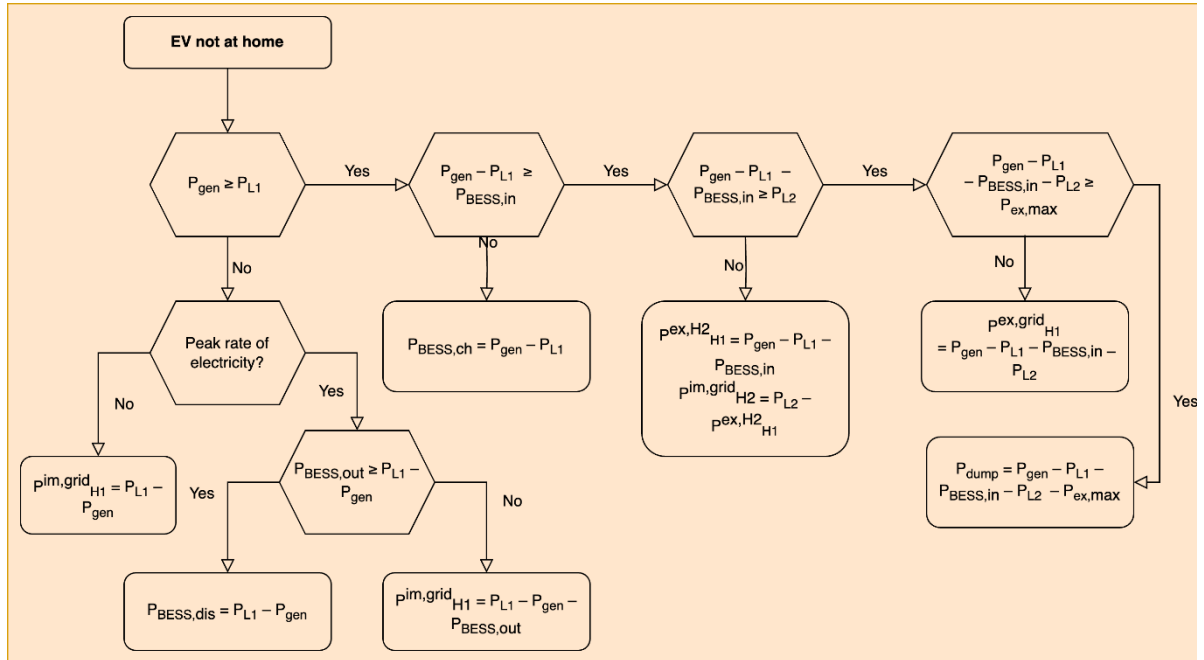 EV not at home
P_gen ≥ P_L1
Yes
P_gen – P_L1 ≥
P_BESS,in
Yes
P_gen – P_L1 –
P_BESS,in ≥ P_L2
Yes
P_gen – P_L1
– P_BESS,in – P_L2 ≥
P_ex,max
No
No
No
No
Yes
Peak rate of
electricity?
P_BESS,ch = P_gen – P_L1
P^ex,H2_H1 = P_gen – P_L1 –
P_BESS,in
P^im,grid_H2 = P_L2 –
P^ex,H2_H1
P^ex,grid_H1
= P_gen – P_L1 – P_BESS,in –
P_L2
No
Yes
P^im,grid_H1 = P_L1 –
P_gen
P_BESS,out ≥ P_L1 –
P_gen
Yes
No
P_dump = P_gen – P_L1 –
P_BESS,in – P_L2 – P_ex,max
P_BESS,dis = P_L1 – P_gen
P^im,grid_H1 = P_L1 – P_gen –
P_BESS,out